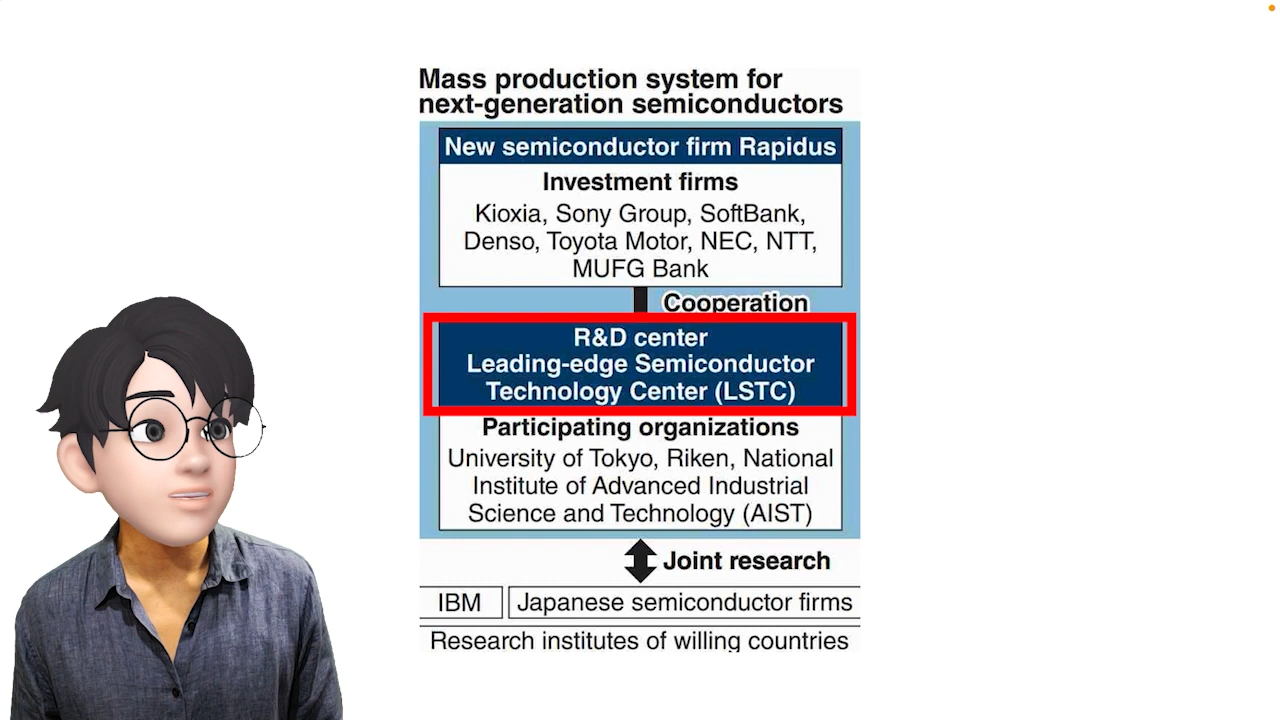 Mass production system for
next-generation semiconductors
New semiconductor firm Rapidus
Investment firms
Kioxia, Sony Group, SoftBank,
Denso, Toyota Motor, NEC, NTT,
MUFG Bank
Cooperation
R&D center
Leading-edge Semiconductor
Technology Center (LSTC)
Participating organizations
University of Tokyo, Riken, National
Institute of Advanced Industrial
Science and Technology (AIST)
Joint research
IBM
Japanese semiconductor firms
Research institutes of willing countries